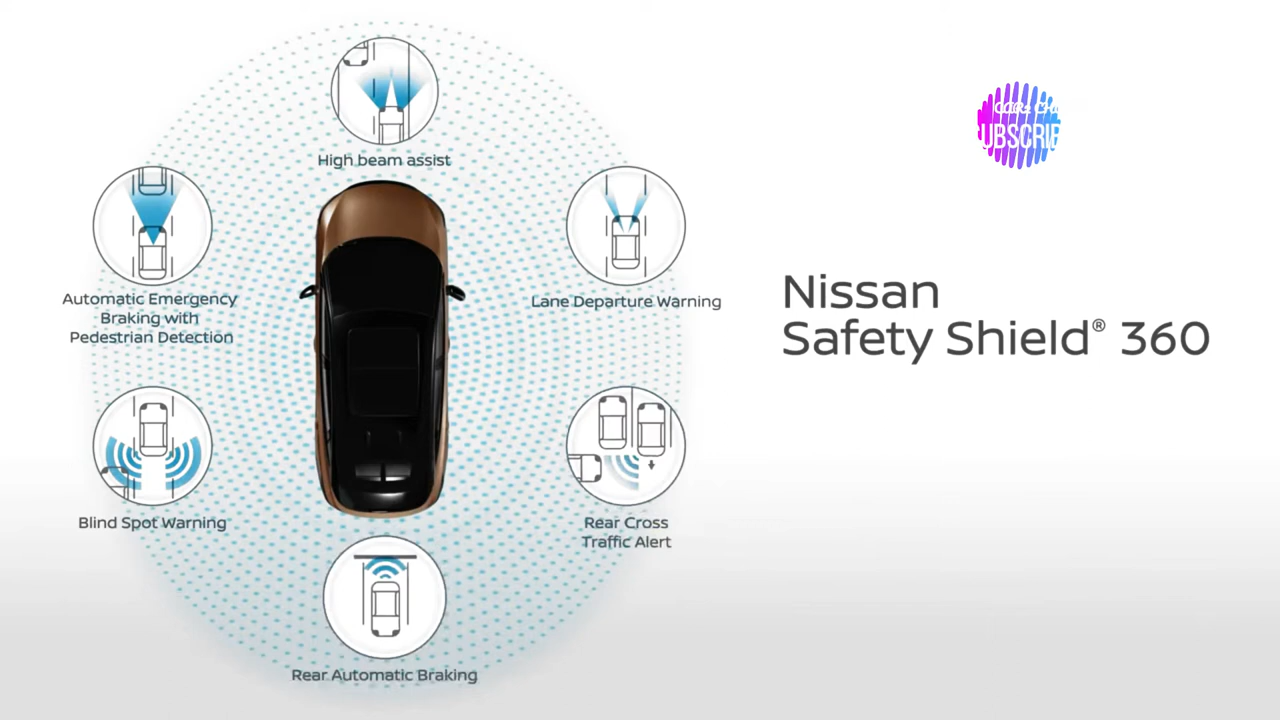 High beam assist
Automatic Emergency
Braking with
Pedestrian Detection
Lane Departure Warning
Nissan
Safety Shield® 360
Blind Spot Warning
Rear Cross
Traffic Alert
Rear Automatic Braking